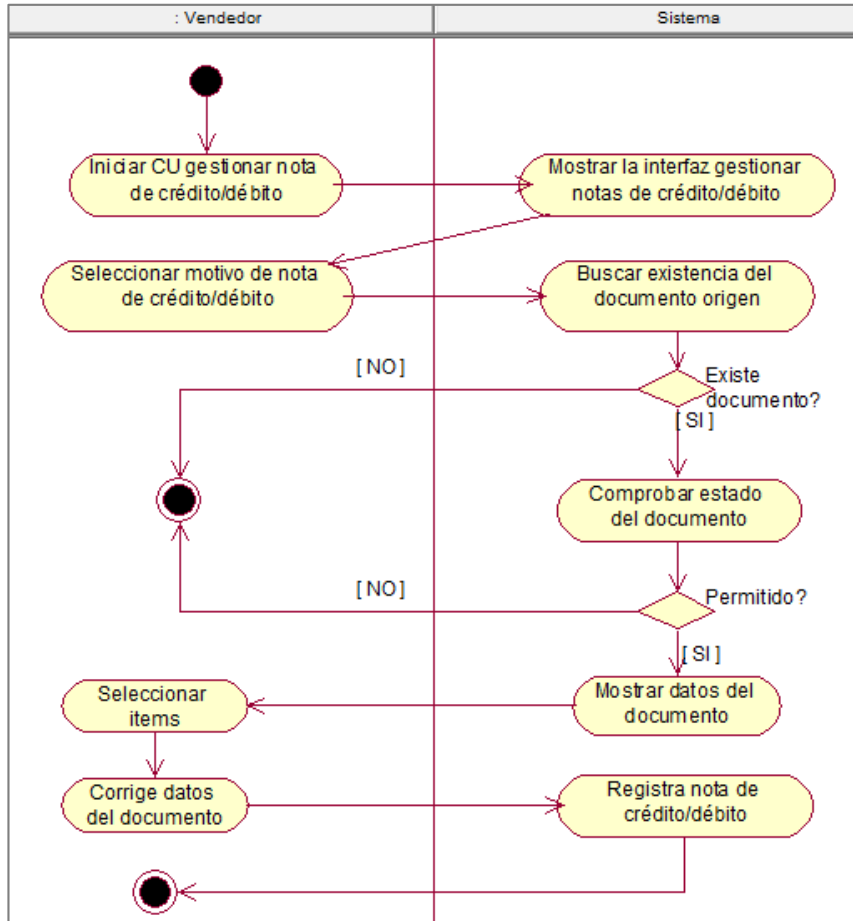 : Vendedor
Sistema
Iniciar CU gestionar nota
de crédito/débito
Mostrar la interfaz gestionar
notas de crédito/débito
Seleccionar motivo de nota
de crédito/débito
Buscar existencia del
documento origen
[ NO ]
Existe
documento?
[ SI ]
Comprobar estado
del documento
[ NO ]
Permitido?
[ SI ]
Mostrar datos del
documento
Seleccionar
items
Corrige datos
del documento
Registra nota de
crédito/débito